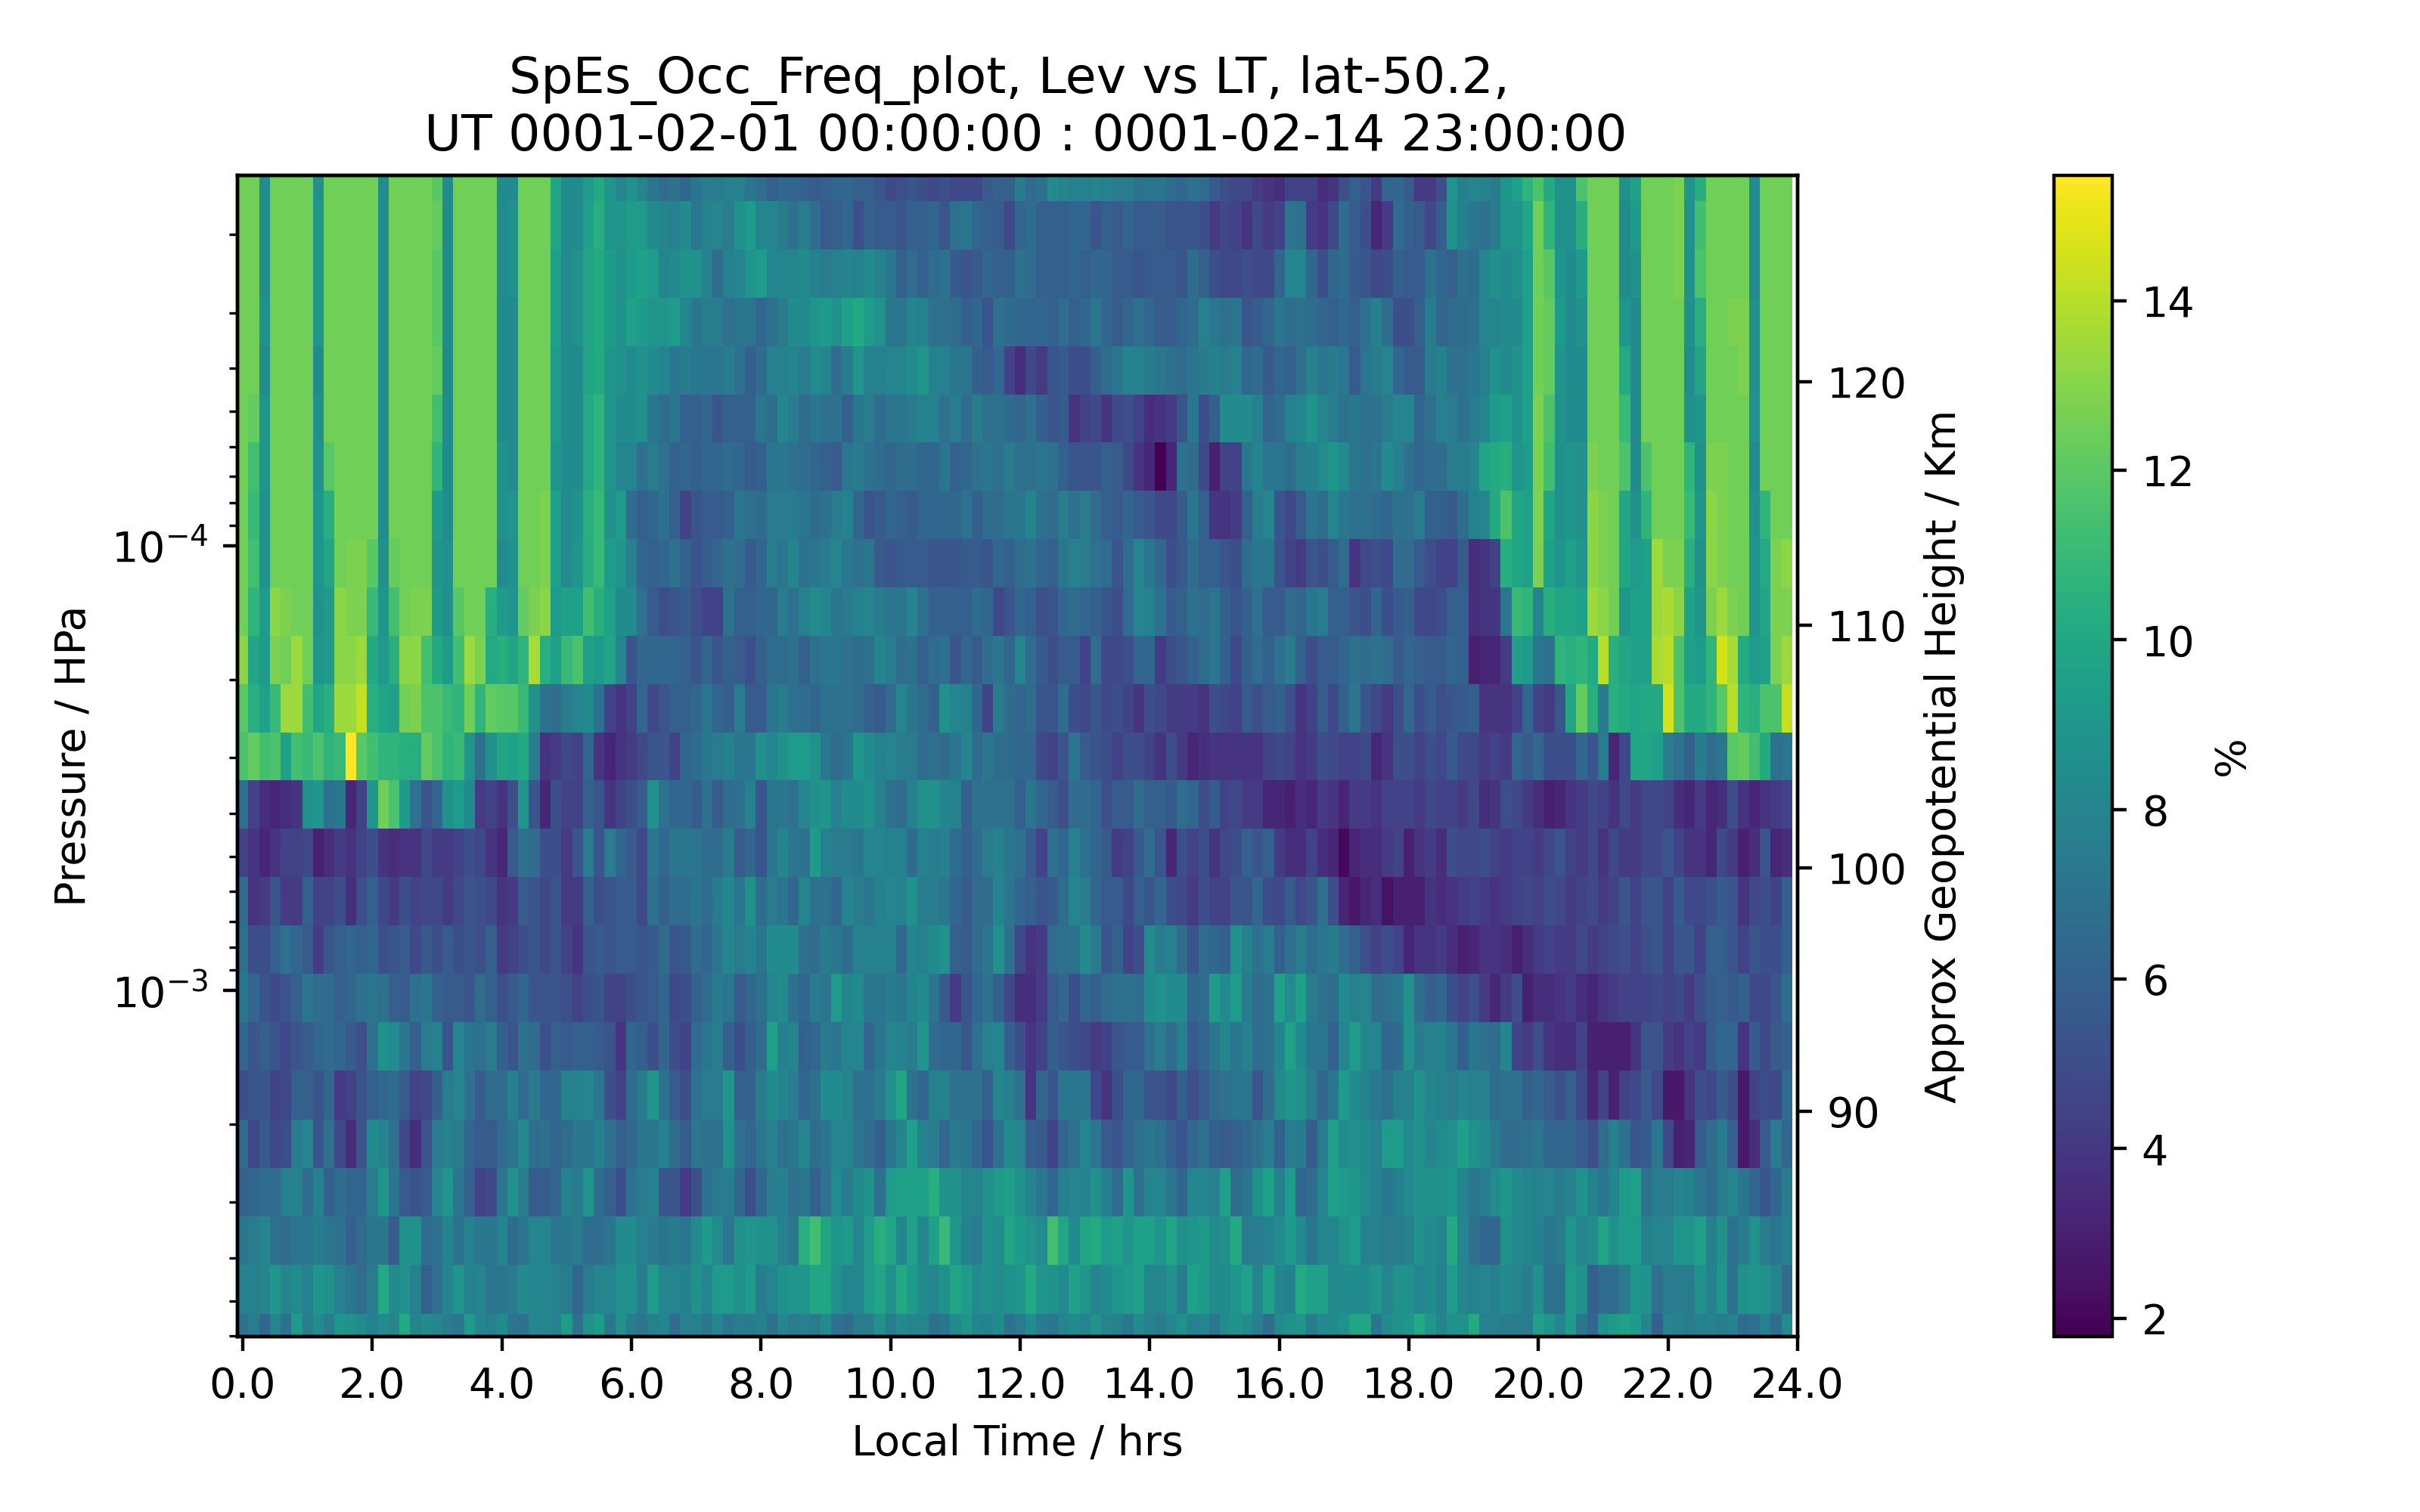 SpEs_Occ_Freq_plot, Lev vs LT, lat-50.2,
UT 0001-02-01 00:00:00 : 0001-02-14 23:00:00
Pressure / HPa
10⁻⁴
10⁻³
120
110
100
90
Approx Geopotential Height / Km
14
12
10
8
6
4
2
%
0.0 2.0 4.0 6.0 8.0 10.0 12.0 14.0 16.0 18.0 20.0 22.0 24.0
Local Time / hrs